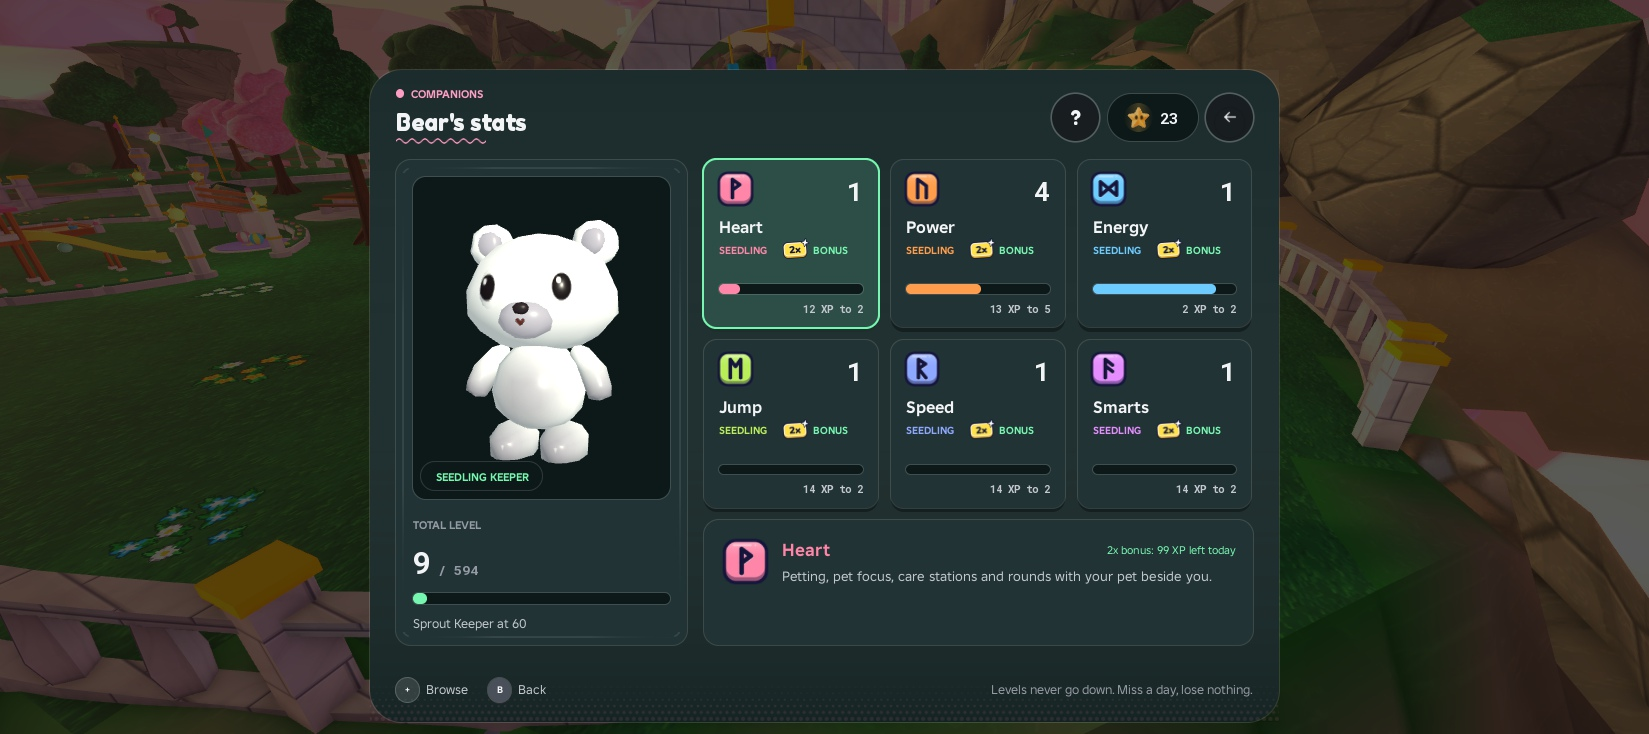 COMPANIONS
Bear's stats
?
23
←
1
Heart
SEEDLING 2x BONUS
12 XP to 2
4
Power
SEEDLING 2x BONUS
13 XP to 5
1
Energy
SEEDLING 2x BONUS
2 XP to 2
1
Jump
SEEDLING 2x BONUS
14 XP to 2
1
Speed
SEEDLING 2x BONUS
14 XP to 2
1
Smarts
SEEDLING 2x BONUS
14 XP to 2
SEEDLING KEEPER
TOTAL LEVEL
9 / 594
Sprout Keeper at 60
Heart
2x bonus: 99 XP left today
Petting, pet focus, care stations and rounds with your pet beside you.
+ Browse B Back
Levels never go down. Miss a day, lose nothing.